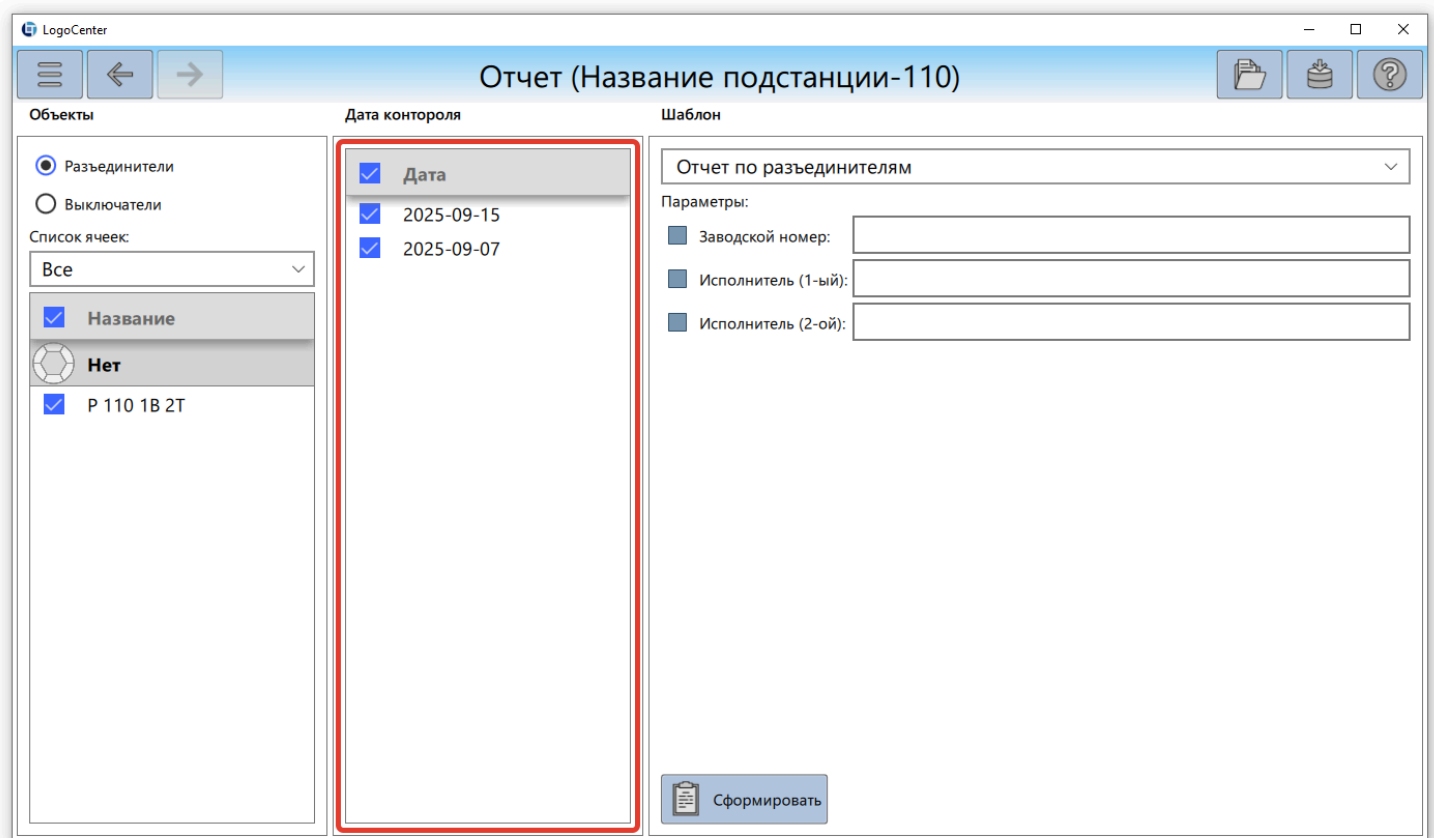 LogoCenter
Отчет (Название подстанции-110)
Объекты
Разъединители
Выключатели
Список ячеек:
Все
Название
Нет
Р 110 1В 2Т
Дата контороля
Дата
2025-09-15
2025-09-07
Шаблон
Отчет по разъединителям
Параметры:
Заводской номер:
Исполнитель (1-ый):
Исполнитель (2-ой):
Сформировать